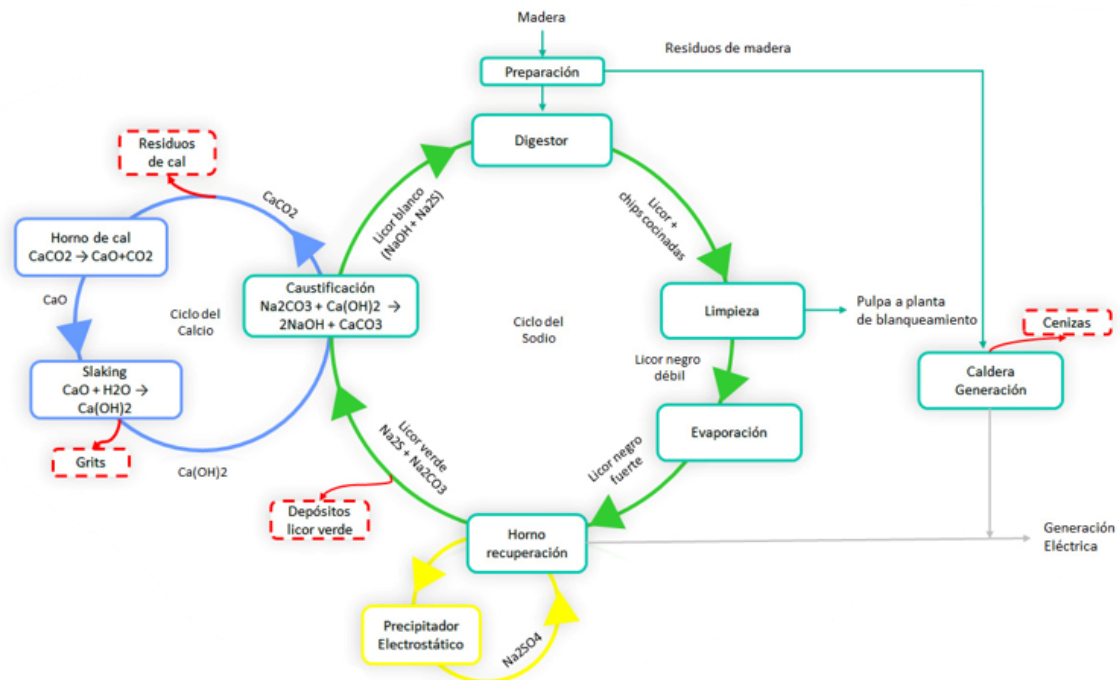 Madera
Residuos de madera
Preparación
Digestor
Residuos
de cal
CaCO2
Licor blanco
(NaOH + Na2S)
Licor +
chips cocinadas
Horno de cal
CaCO2 → CaO+CO2
CaO
Ciclo del
Calcio
Caustificación
Na2CO3 + Ca(OH)2 →
2NaOH + CaCO3
Ciclo del
Sodio
Limpieza
Pulpa a planta
de blanqueamiento
Cenizas
Licor negro
débil
Slaking
CaO + H2O →
Ca(OH)2
Caldera
Generación
Evaporación
Grits
Ca(OH)2
Licor verde
Na2S + Na2CO3
Licor negro
fuerte
Depósitos
licor verde
Horno
recuperación
Generación
Eléctrica
Precipitador
Electrostático
Na2SO4